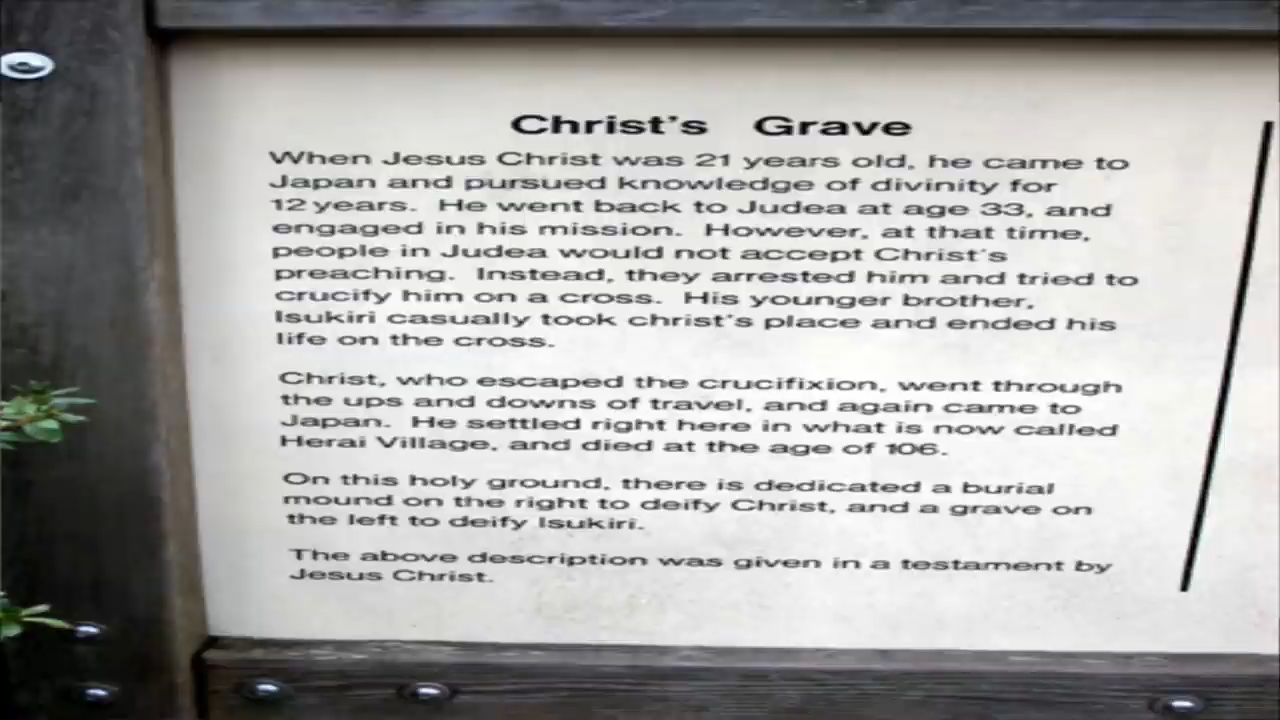 Christ's Grave
When Jesus Christ was 21 years old, he came to
Japan and pursued knowledge of divinity for
12 years. He went back to Judea at age 33, and
engaged in his mission. However, at that time,
people in Judea would not accept Christ's
preaching. Instead, they arrested him and tried to
crucify him on a cross. His younger brother,
Isukiri casually took christ's place and ended his
life on the cross.
Christ, who escaped the crucifixion, went through
the ups and downs of travel, and again came to
Japan. He settled right here in what is now called
Herai Village, and died at the age of 106.
On this holy ground, there is dedicated a burial
mound on the right to deify Christ, and a grave on
the left to deify Isukiri.
The above description was given in a testament by
Jesus Christ.